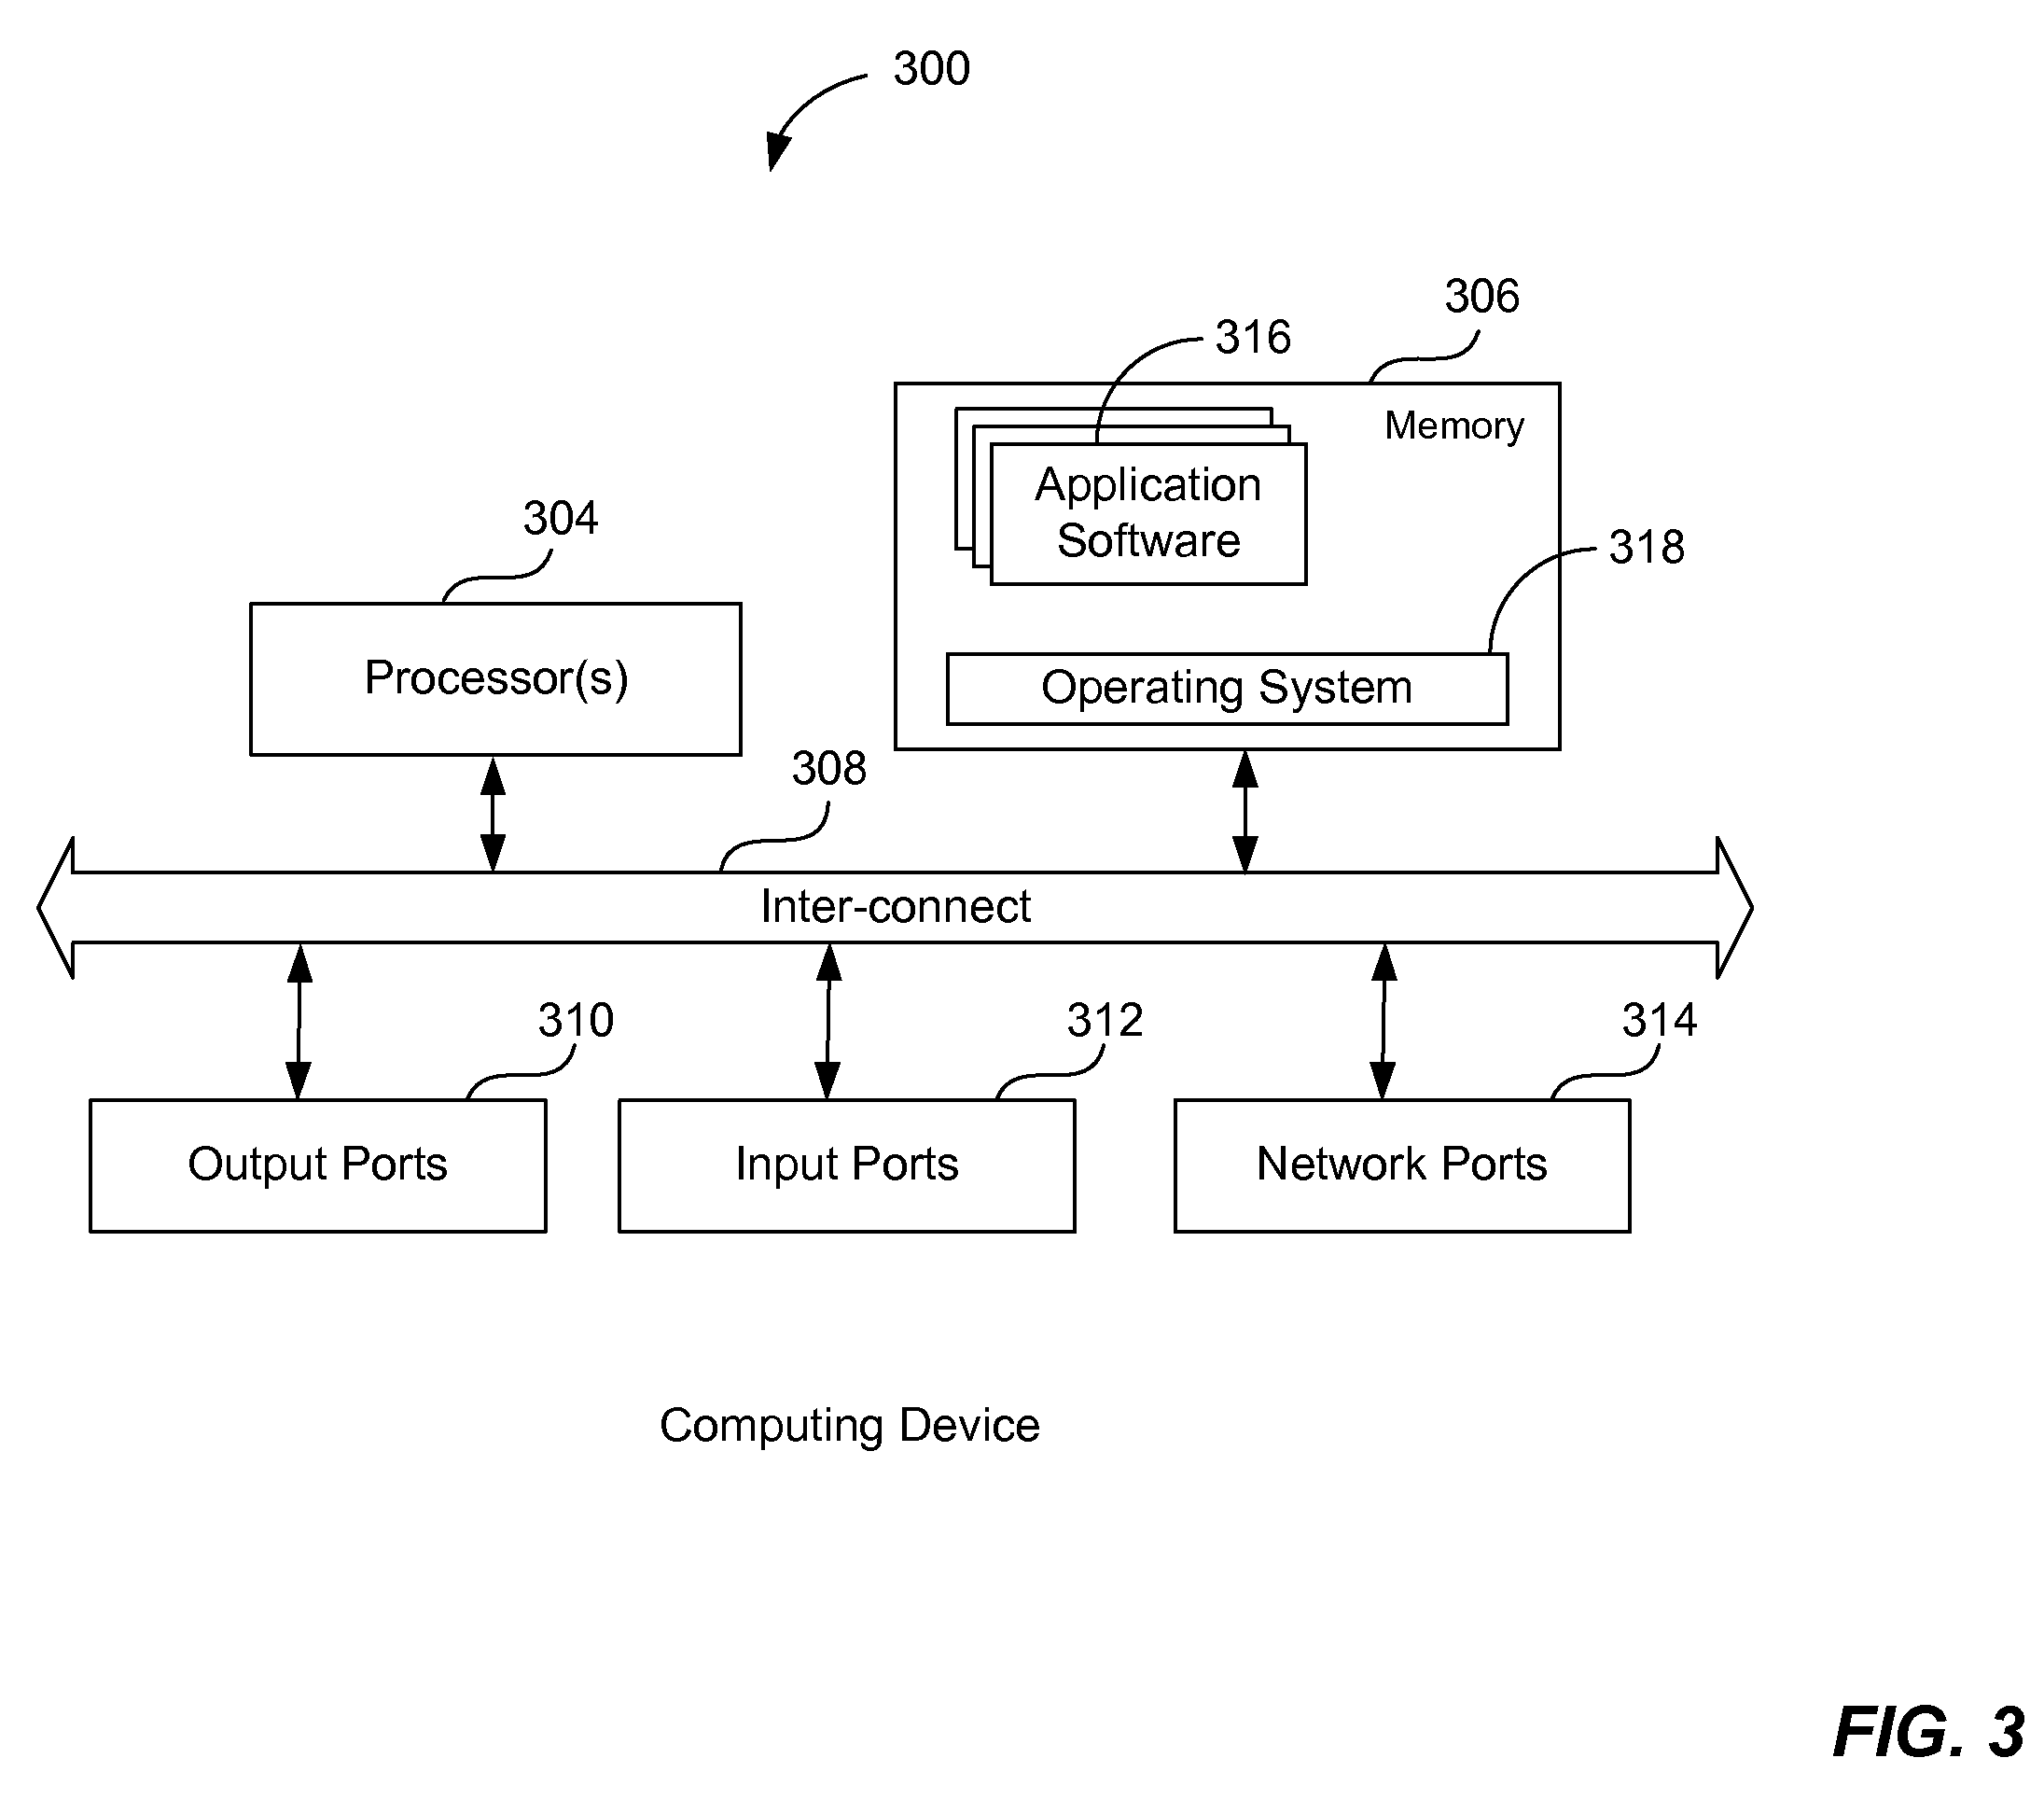 300
306
316
Memory
Application
Software
304
318
Processor(s)
Operating System
308
Inter-connect
310
312
314
Output Ports
Input Ports
Network Ports
Computing Device
FIG. 3